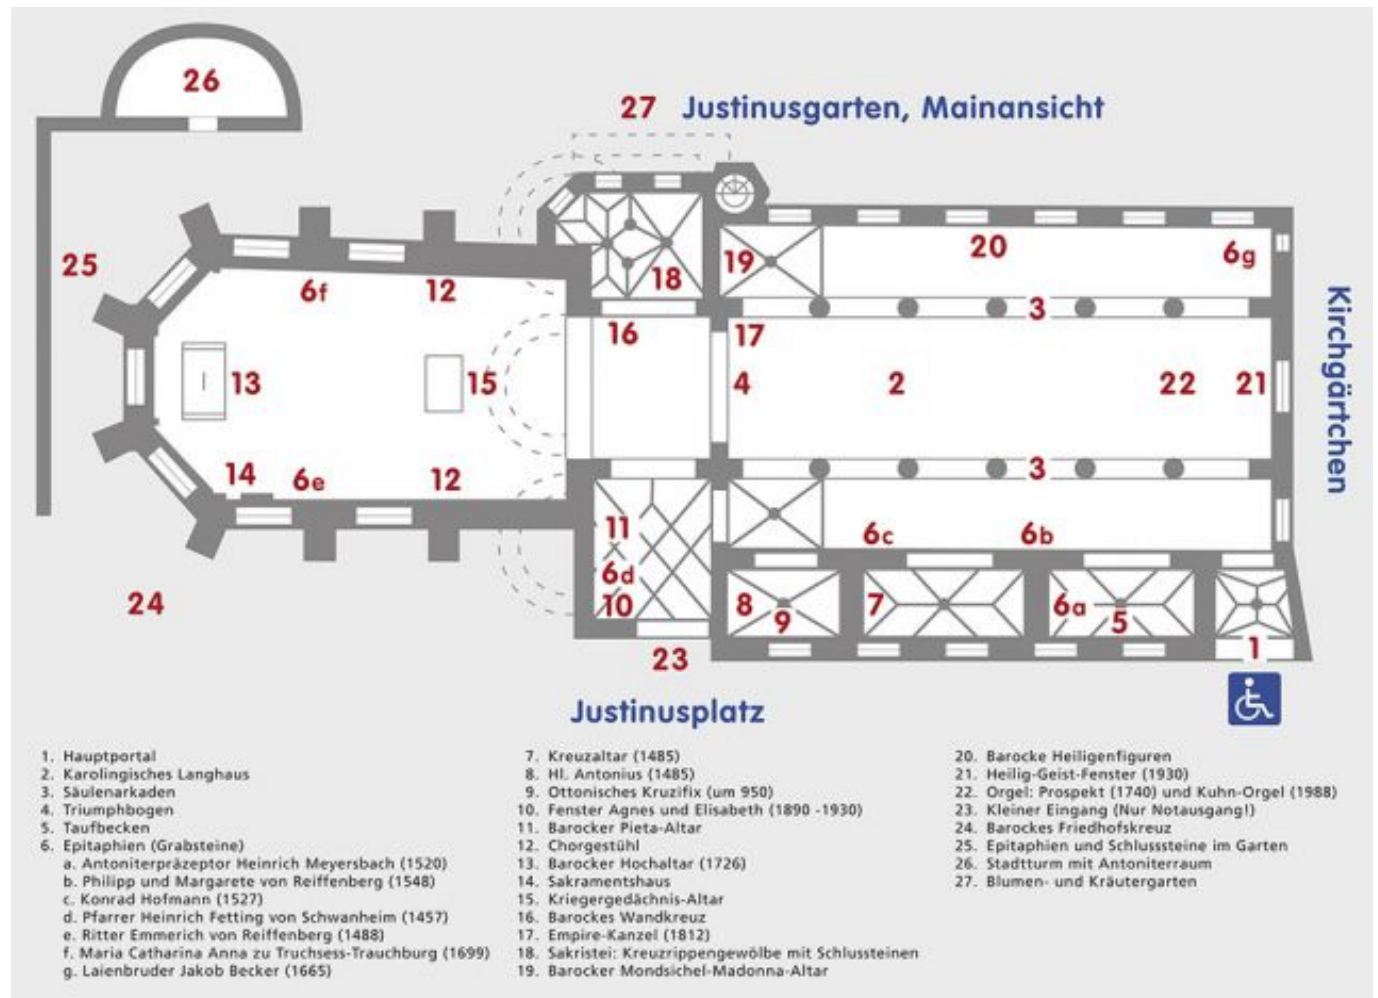 26
27 Justinusgarten, Mainansicht
25
6f
12
18
19
20
6g
3
16
17
13
15
4
2
22
21
Kirchgärtchen
14
6e
12
3
11
6d
10
6c
6b
8
9
7
6a
5
1
24
23
Justinusplatz
1. Hauptportal
2. Karolingisches Langhaus
3. Säulenarkaden
4. Triumphbogen
5. Taufbecken
6. Epitaphien (Grabsteine)
a. Antoniterpräzeptor Heinrich Meyersbach (1520)
b. Philipp und Margarete von Reiffenberg (1548)
c. Konrad Hofmann (1527)
d. Pfarrer Heinrich Fetting von Schwanheim (1457)
e. Ritter Emmerich von Reiffenberg (1488)
f. Maria Catharina Anna zu Truchsess-Trauchburg (1699)
g. Laienbruder Jakob Becker (1665)
7. Kreuzaltar (1485)
8. Hl. Antonius (1485)
9. Ottonisches Kruzifix (um 950)
10. Fenster Agnes und Elisabeth (1890 -1930)
11. Barocker Pieta-Altar
12. Chorgestühl
13. Barocker Hochaltar (1726)
14. Sakramentshaus
15. Kriegergedächnis-Altar
16. Barockes Wandkreuz
17. Empire-Kanzel (1812)
18. Sakristei: Kreuzrippengewölbe mit Schlussteinen
19. Barocker Mondsichel-Madonna-Altar
20. Barocke Heiligenfiguren
21. Heilig-Geist-Fenster (1930)
22. Orgel: Prospekt (1740) und Kuhn-Orgel (1988)
23. Kleiner Eingang (Nur Notausgang!)
24. Barockes Friedhofskreuz
25. Epitaphien und Schlusssteine im Garten
26. Stadtturm mit Antoniterraum
27. Blumen- und Kräutergarten